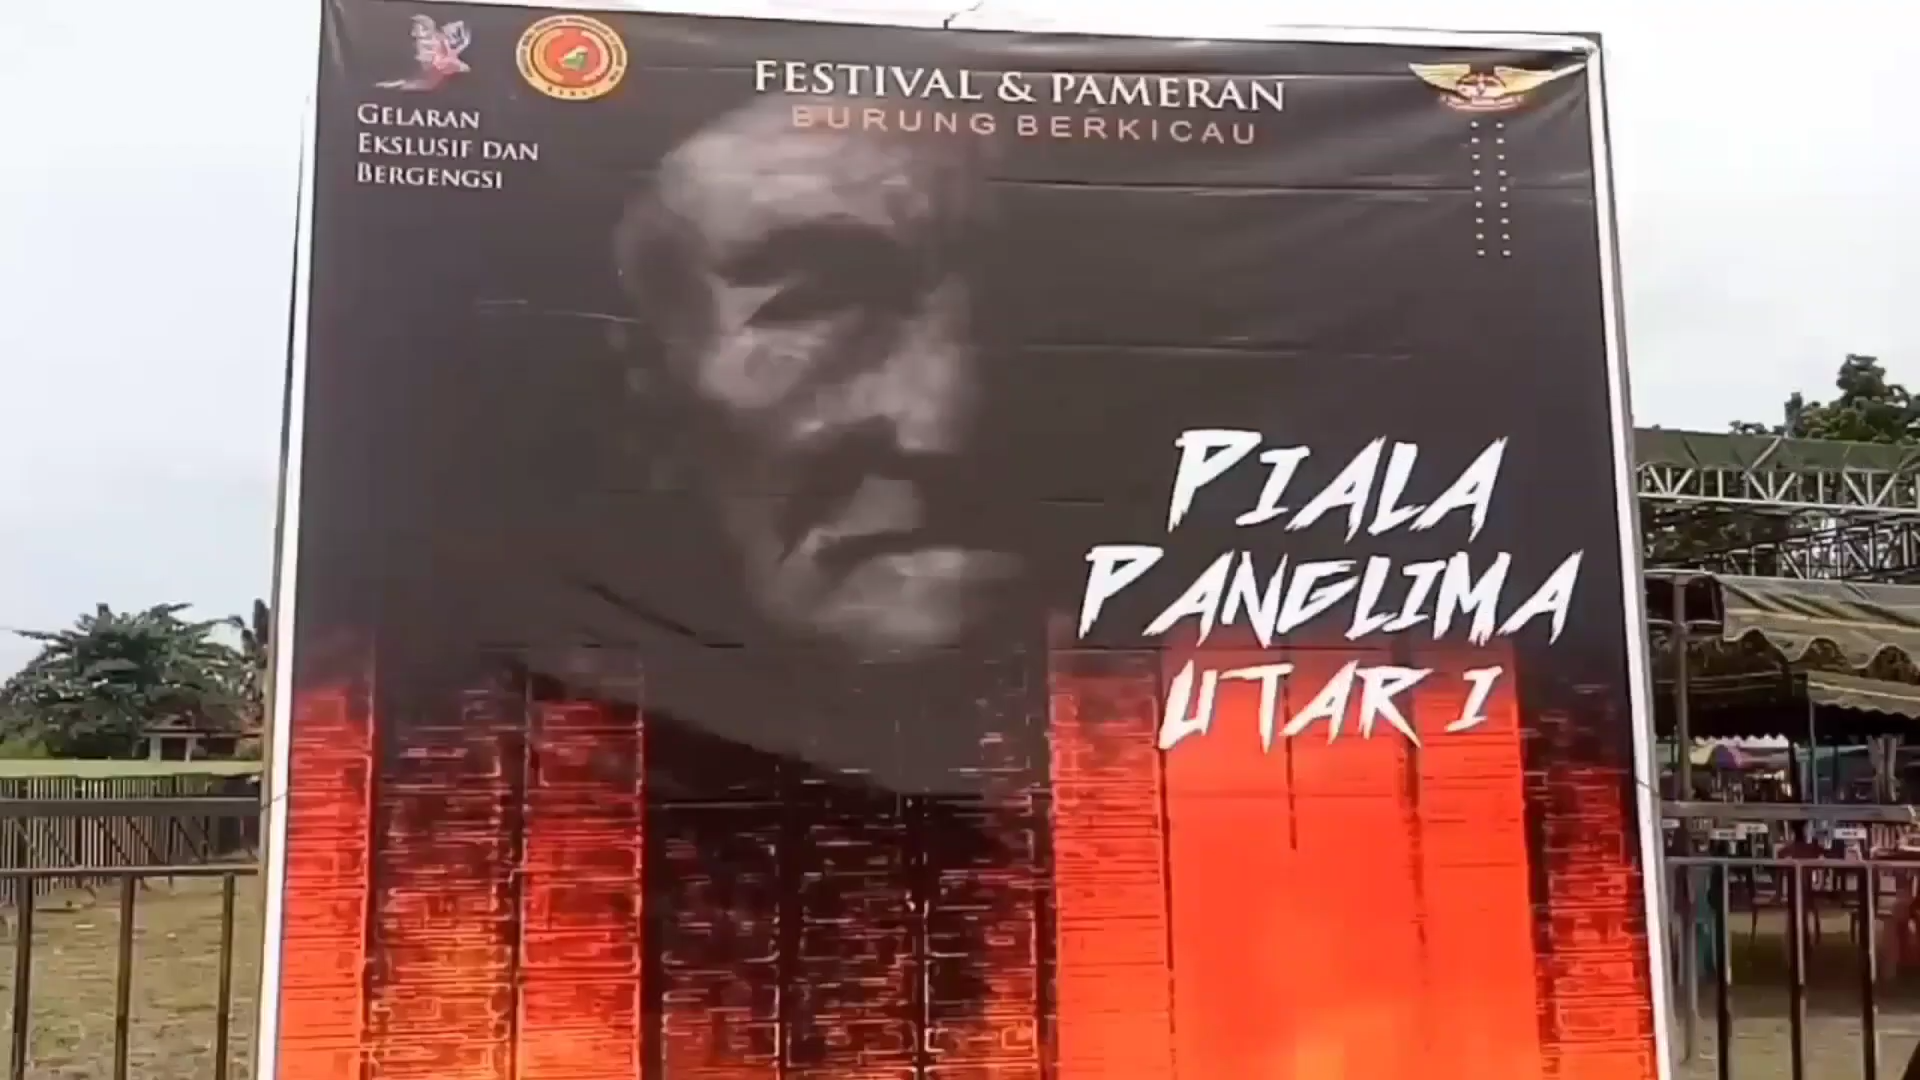 GELARAN
EKSLUSIF DAN
BERGENGSI
FESTIVAL & PAMERAN
BURUNG BERKICAU
PIALA
PANGLIMA
UTAR I